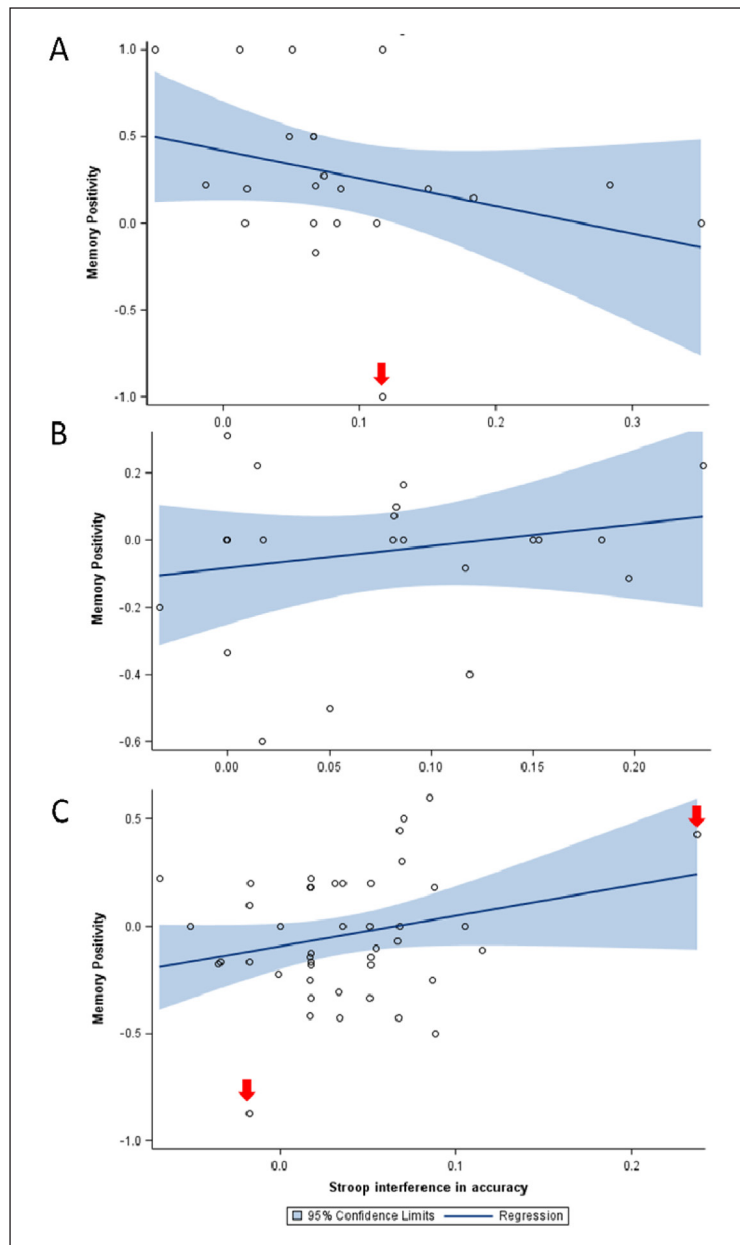 A
Memory Positivity
1.0
0.5
0.0
-0.5
-1.0
0.0 0.1 0.2 0.3
B
Memory Positivity
0.2
0.0
-0.2
-0.4
-0.6
0.00 0.05 0.10 0.15 0.20
C
Memory Positivity
0.5
0.0
-0.5
-1.0
0.0 0.1 0.2
Stroop interference in accuracy
95% Confidence Limits Regression